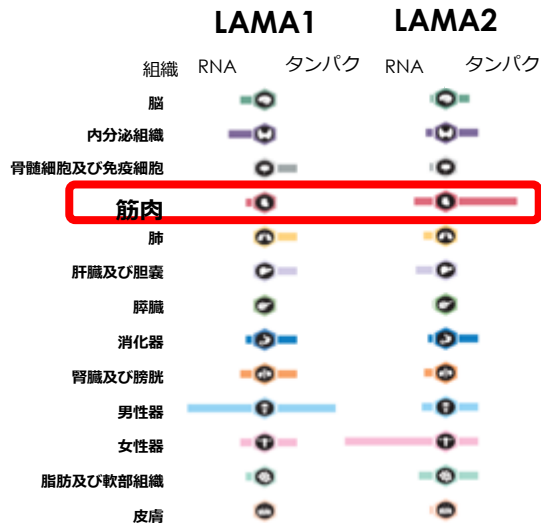 LAMA1 LAMA2
組織 RNA タンパク RNA タンパク
脳
内分泌組織
骨髄細胞及び免疫細胞
筋肉
肺
肝臓及び胆嚢
膵臓
消化器
腎臓及び膀胱
男性器
女性器
脂肪及び軟部組織
皮膚